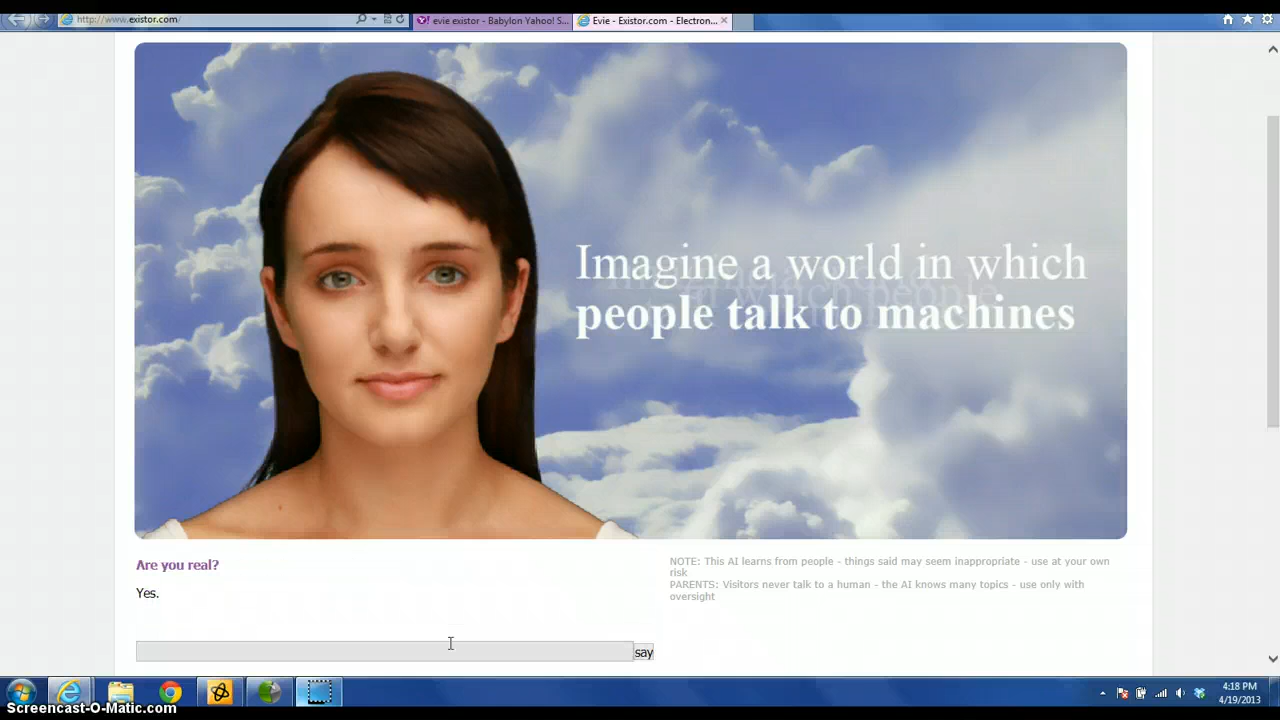 http://www.existor.com/
evie existor - Babylon Yahoo! S...
Evie - Existor.com - Electron...
Imagine a world in which
people talk to machines
Are you real?
Yes.
say
NOTE: This AI learns from people - things said may seem inappropriate - use at your own
risk
PARENTS: Visitors never talk to a human - the AI knows many topics - use only with
oversight
4:18 PM
4/19/2013
Screencast-O-Matic.com